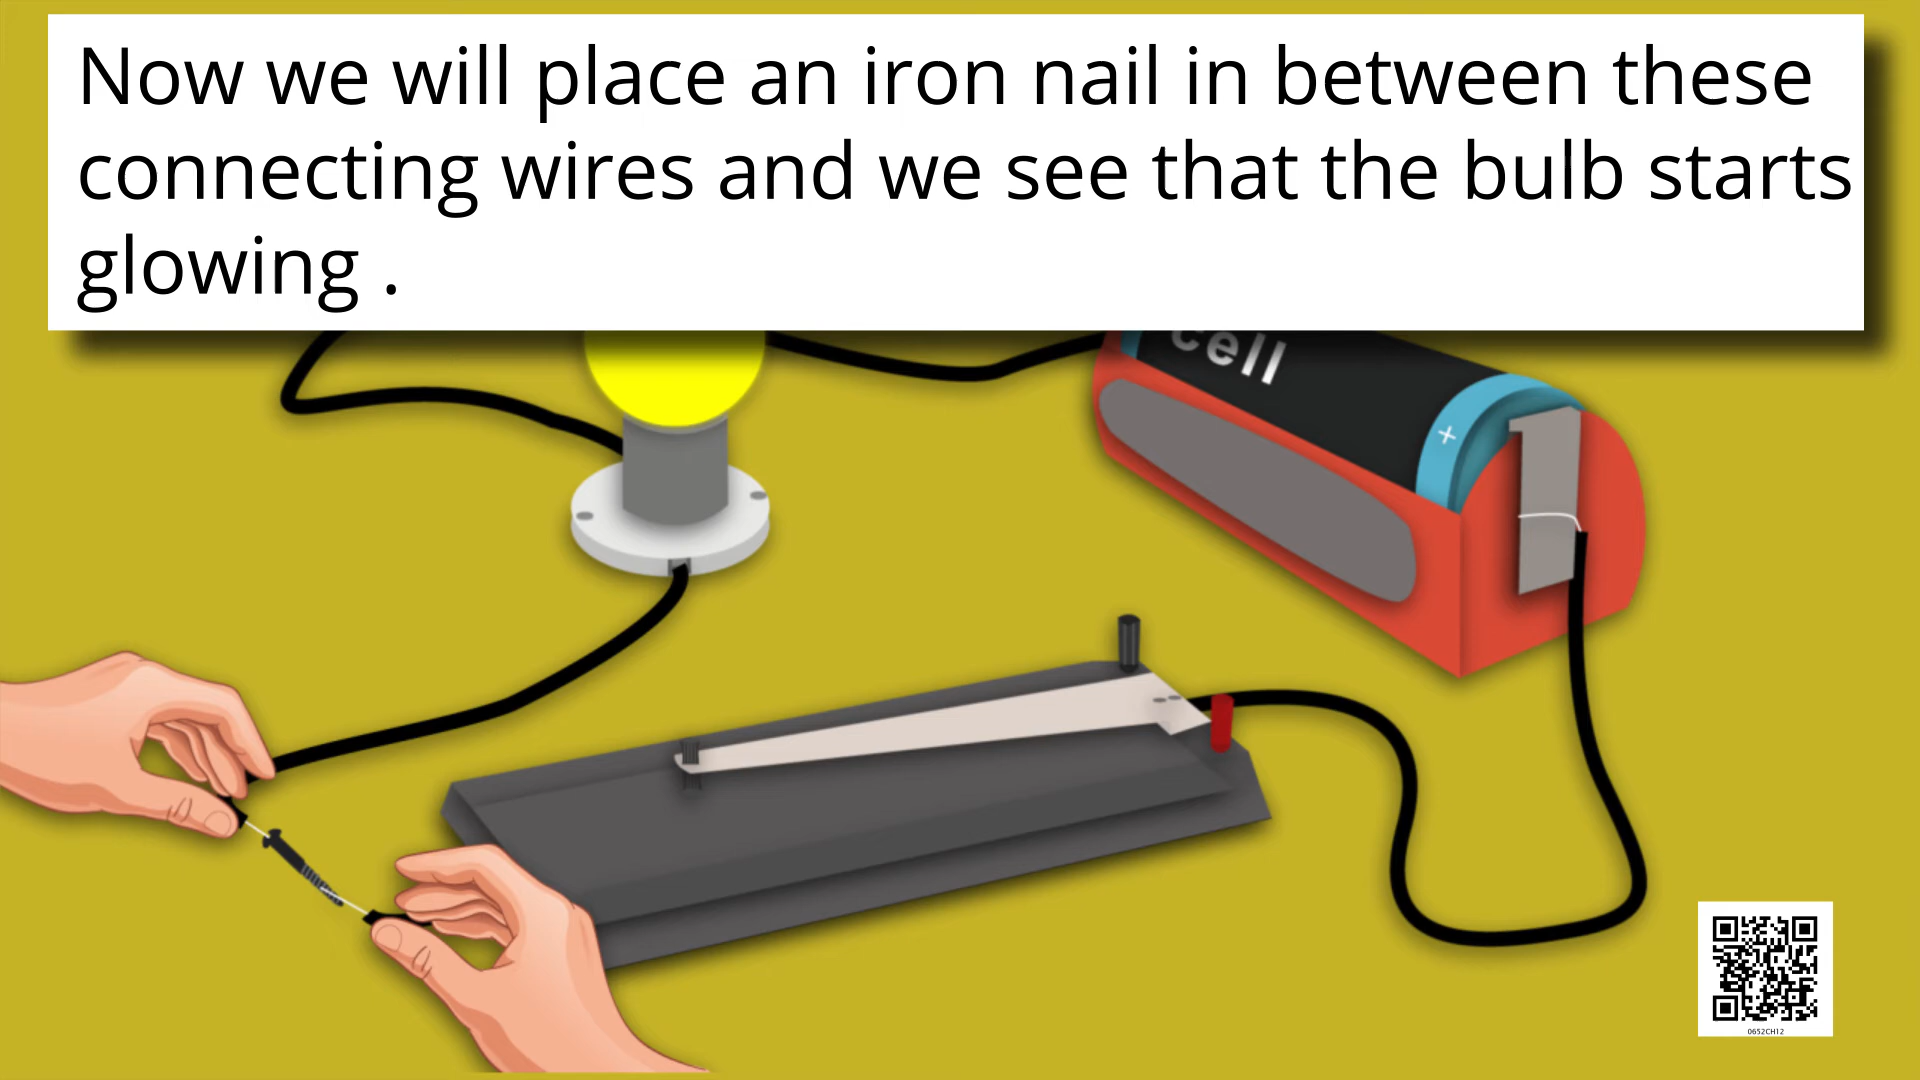 Now we will place an iron nail in between these
connecting wires and we see that the bulb starts
glowing .
cell
+
0652CH12